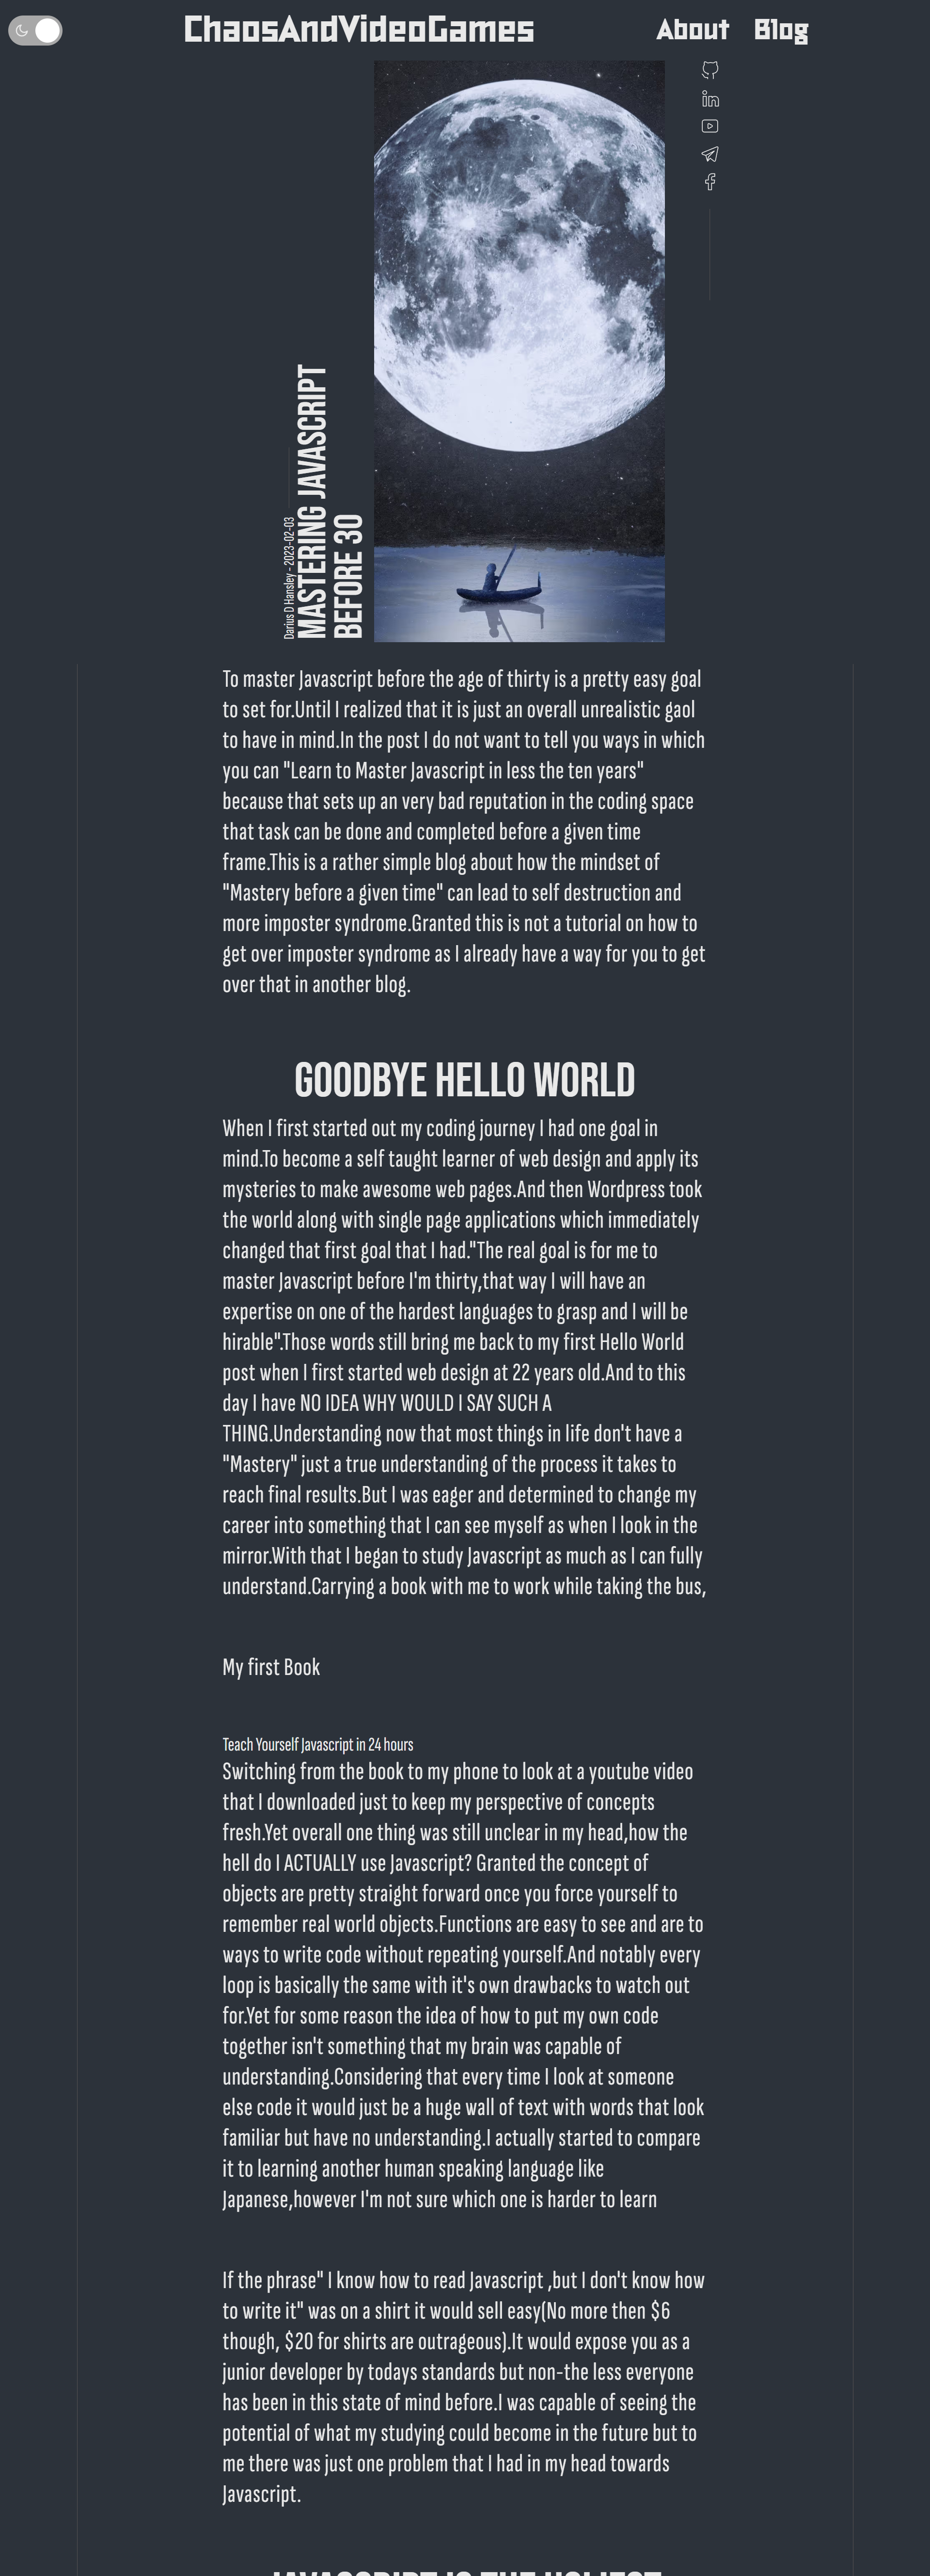 ChaosAndVideoGames
About Blog
Darius D Hansley - 2023-02-03
MASTERING JAVASCRIPT
BEFORE 30
To master Javascript before the age of thirty is a pretty easy goal
to set for.Until I realized that it is just an overall unrealistic gaol
to have in mind.In the post I do not want to tell you ways in which
you can "Learn to Master Javascript in less the ten years"
because that sets up an very bad reputation in the coding space
that task can be done and completed before a given time
frame.This is a rather simple blog about how the mindset of
"Mastery before a given time" can lead to self destruction and
more imposter syndrome.Granted this is not a tutorial on how to
get over imposter syndrome as I already have a way for you to get
over that in another blog.
GOODBYE HELLO WORLD
When I first started out my coding journey I had one goal in
mind.To become a self taught learner of web design and apply its
mysteries to make awesome web pages.And then Wordpress took
the world along with single page applications which immediately
changed that first goal that I had."The real goal is for me to
master Javascript before I'm thirty,that way I will have an
expertise on one of the hardest languages to grasp and I will be
hirable".Those words still bring me back to my first Hello World
post when I first started web design at 22 years old.And to this
day I have NO IDEA WHY WOULD I SAY SUCH A
THING.Understanding now that most things in life don't have a
"Mastery" just a true understanding of the process it takes to
reach final results.But I was eager and determined to change my
career into something that I can see myself as when I look in the
mirror.With that I began to study Javascript as much as I can fully
understand.Carrying a book with me to work while taking the bus,
My first Book
Teach Yourself Javascript in 24 hours
Switching from the book to my phone to look at a youtube video
that I downloaded just to keep my perspective of concepts
fresh.Yet overall one thing was still unclear in my head,how the
hell do I ACTUALLY use Javascript? Granted the concept of
objects are pretty straight forward once you force yourself to
remember real world objects.Functions are easy to see and are to
ways to write code without repeating yourself.And notably every
loop is basically the same with it's own drawbacks to watch out
for.Yet for some reason the idea of how to put my own code
together isn't something that my brain was capable of
understanding.Considering that every time I look at someone
else code it would just be a huge wall of text with words that look
familiar but have no understanding.I actually started to compare
it to learning another human speaking language like
Japanese,however I'm not sure which one is harder to learn
If the phrase" I know how to read Javascript ,but I don't know how
to write it" was on a shirt it would sell easy(No more then $6
though, $20 for shirts are outrageous).It would expose you as a
junior developer by todays standards but non-the less everyone
has been in this state of mind before.I was capable of seeing the
potential of what my studying could become in the future but to
me there was just one problem that I had in my head towards
Javascript.